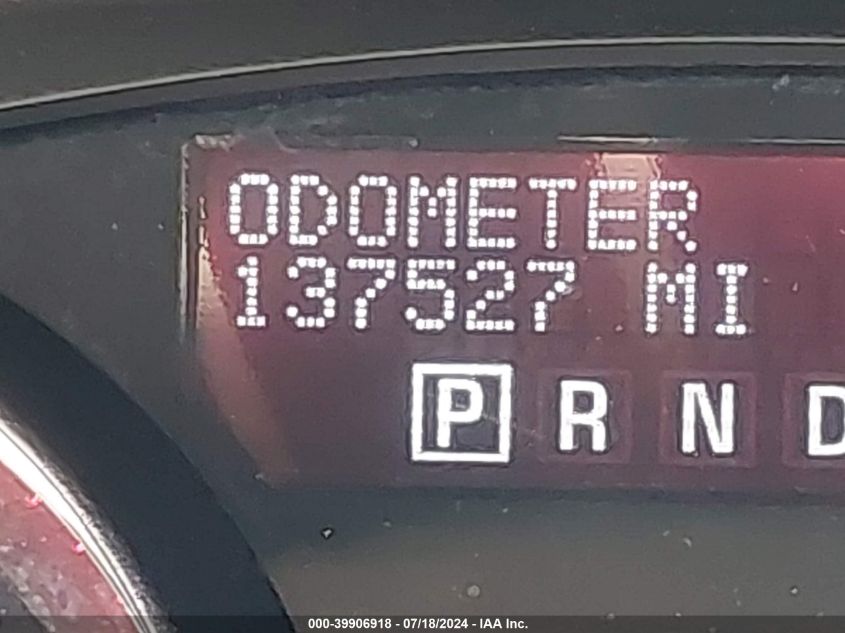 ODOMETER
137527 MI
P R N D
000-39906918 - 07/18/2024 - IAA Inc.